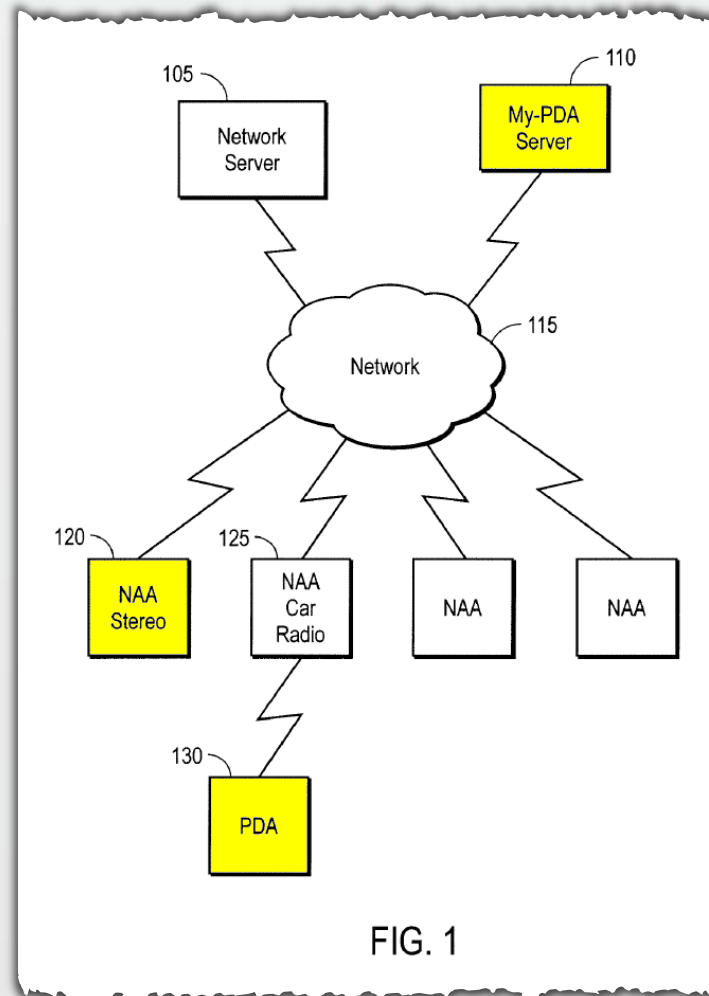 105
110
Network
Server
My-PDA
Server
115
Network
120
125
NAA
Stereo
NAA
Car
Radio
NAA
NAA
130
PDA
FIG. 1